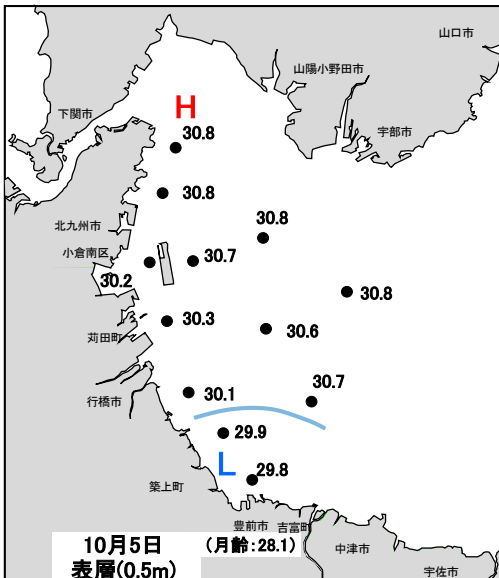 山口市
山陽小野田市
下関市
H
宇部市
30.8
30.8
北九州市
30.8
小倉南区
30.7
30.2
30.8
30.3
30.6
苅田町
30.7
30.1
行橋市
29.9
L
29.8
築上町
豊前市
吉富町
10月5日
(月齢:28.1)
中津市
表層(0.5m)
宇佐市